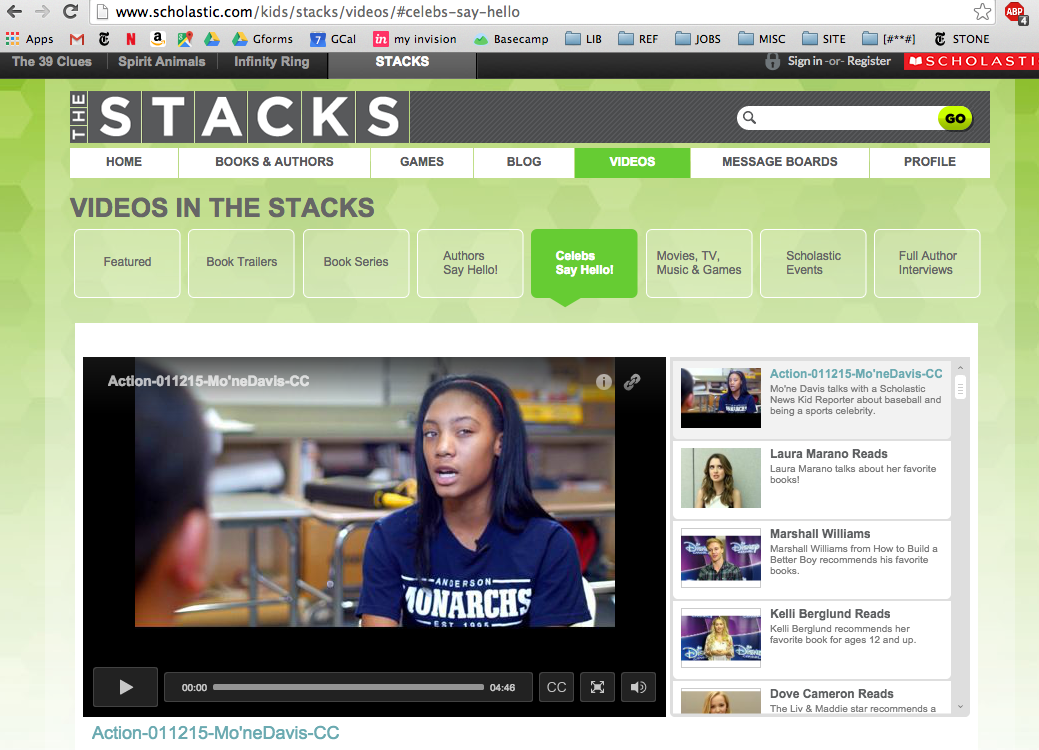 www.scholastic.com/kids/stacks/videos/#celebs-say-hello
ABP
4
Apps
Gforms
7 GCal
in my invision
Basecamp
LIB
REF
JOBS
MISC
SITE
[#**#]
STONE
The 39 Clues
Spirit Animals
Infinity Ring
STACKS
Sign in -or- Register
SCHOLASTI
THE STACKS
GO
HOME
BOOKS & AUTHORS
GAMES
BLOG
VIDEOS
MESSAGE BOARDS
PROFILE
VIDEOS IN THE STACKS
Featured
Book Trailers
Book Series
Authors
Say Hello!
Celebs
Say Hello!
Movies, TV,
Music & Games
Scholastic
Events
Full Author
Interviews
Action-011215-Mo'neDavis-CC
ANDERSON
MONARCHS
EST. 1995
00:00
04:46
CC
Action-011215-Mo'neDavis-CC
Mo'ne Davis talks with a Scholastic
News Kid Reporter about baseball and
being a sports celebrity.
Laura Marano Reads
Laura Marano talks about her favorite
books!
Marshall Williams
Marshall Williams from How to Build a
Better Boy recommends his favorite
books.
Kelli Berglund Reads
Kelli Berglund recommends her
favorite book for ages 12 and up.
Dove Cameron Reads
The Liv & Maddie star recommends a
Action-011215-Mo'neDavis-CC